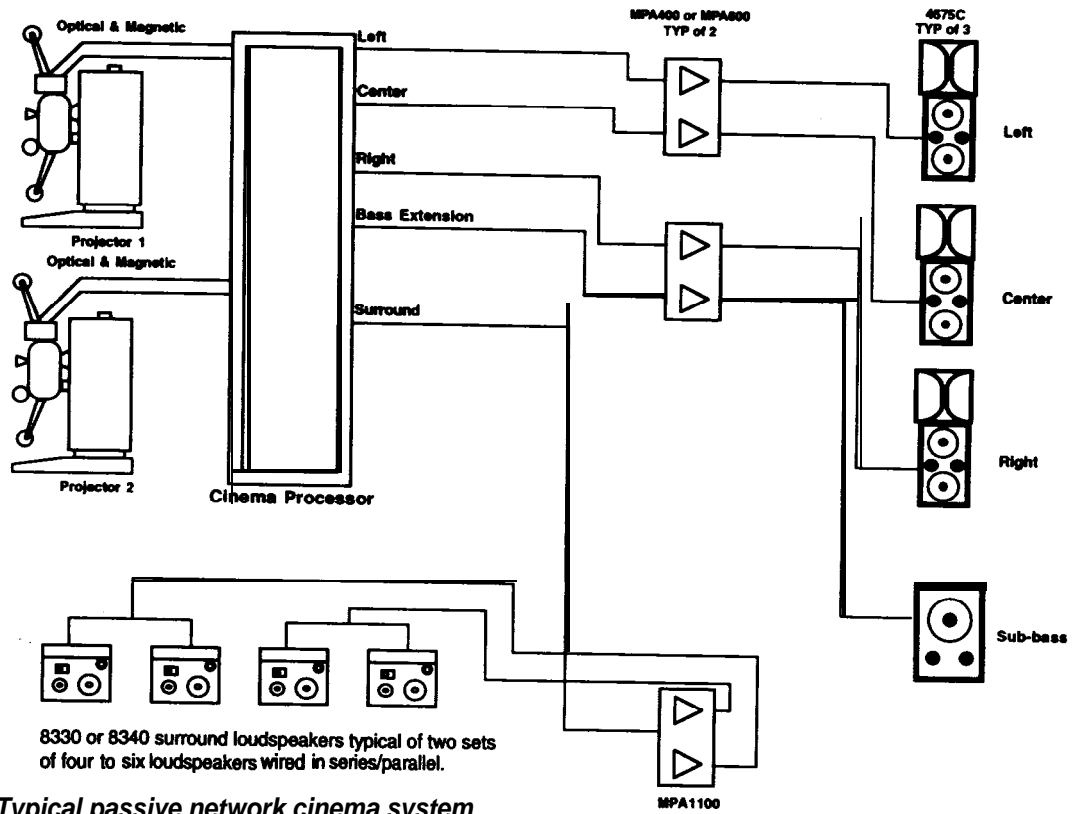 Optical & Magnetic
Projector 1
Optical & Magnetic
Projector 2
Cinema Processor
Left
Center
Right
Bass Extension
Surround
MPA400 or MPA600
TYP of 2
4675C
TYP of 3
Left
Center
Right
Sub-bass
MPA1100
8330 or 8340 surround loudspeakers typical of two sets
of four to six loudspeakers wired in series/parallel.
Typical passive network cinema system